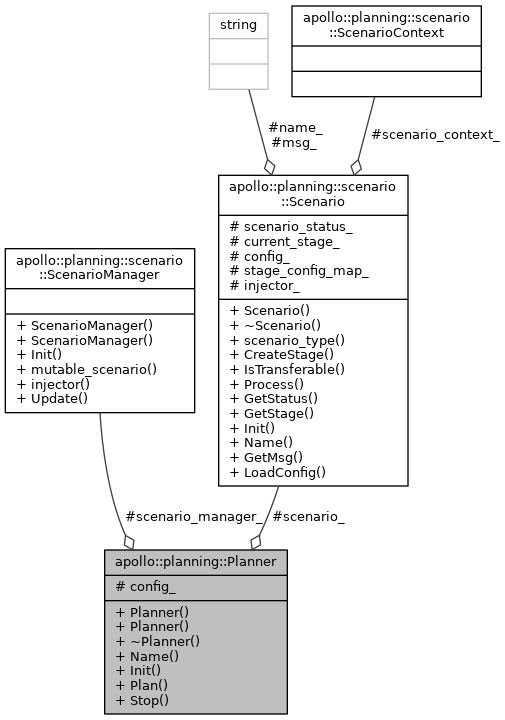 string
apollo::planning::scenario
::ScenarioContext
#name_
#msg_
#scenario_context_
apollo::planning::scenario
::Scenario
# scenario_status_
# current_stage_
# config_
# stage_config_map_
# injector_
+ Scenario()
+ ~Scenario()
+ scenario_type()
+ CreateStage()
+ IsTransferable()
+ Process()
+ GetStatus()
+ GetStage()
+ Init()
+ Name()
+ GetMsg()
+ LoadConfig()
apollo::planning::scenario
::ScenarioManager
+ ScenarioManager()
+ ScenarioManager()
+ Init()
+ mutable_scenario()
+ injector()
+ Update()
#scenario_manager_
#scenario_
apollo::planning::Planner
# config_
+ Planner()
+ Planner()
+ ~Planner()
+ Name()
+ Init()
+ Plan()
+ Stop()